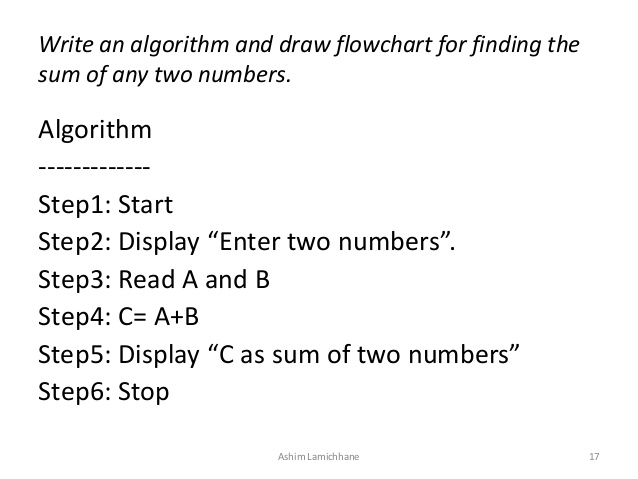 Write an algorithm and draw flowchart for finding the
sum of any two numbers.
Algorithm
-------------
Step1: Start
Step2: Display “Enter two numbers”.
Step3: Read A and B
Step4: C= A+B
Step5: Display “C as sum of two numbers”
Step6: Stop
Ashim Lamichhane
17